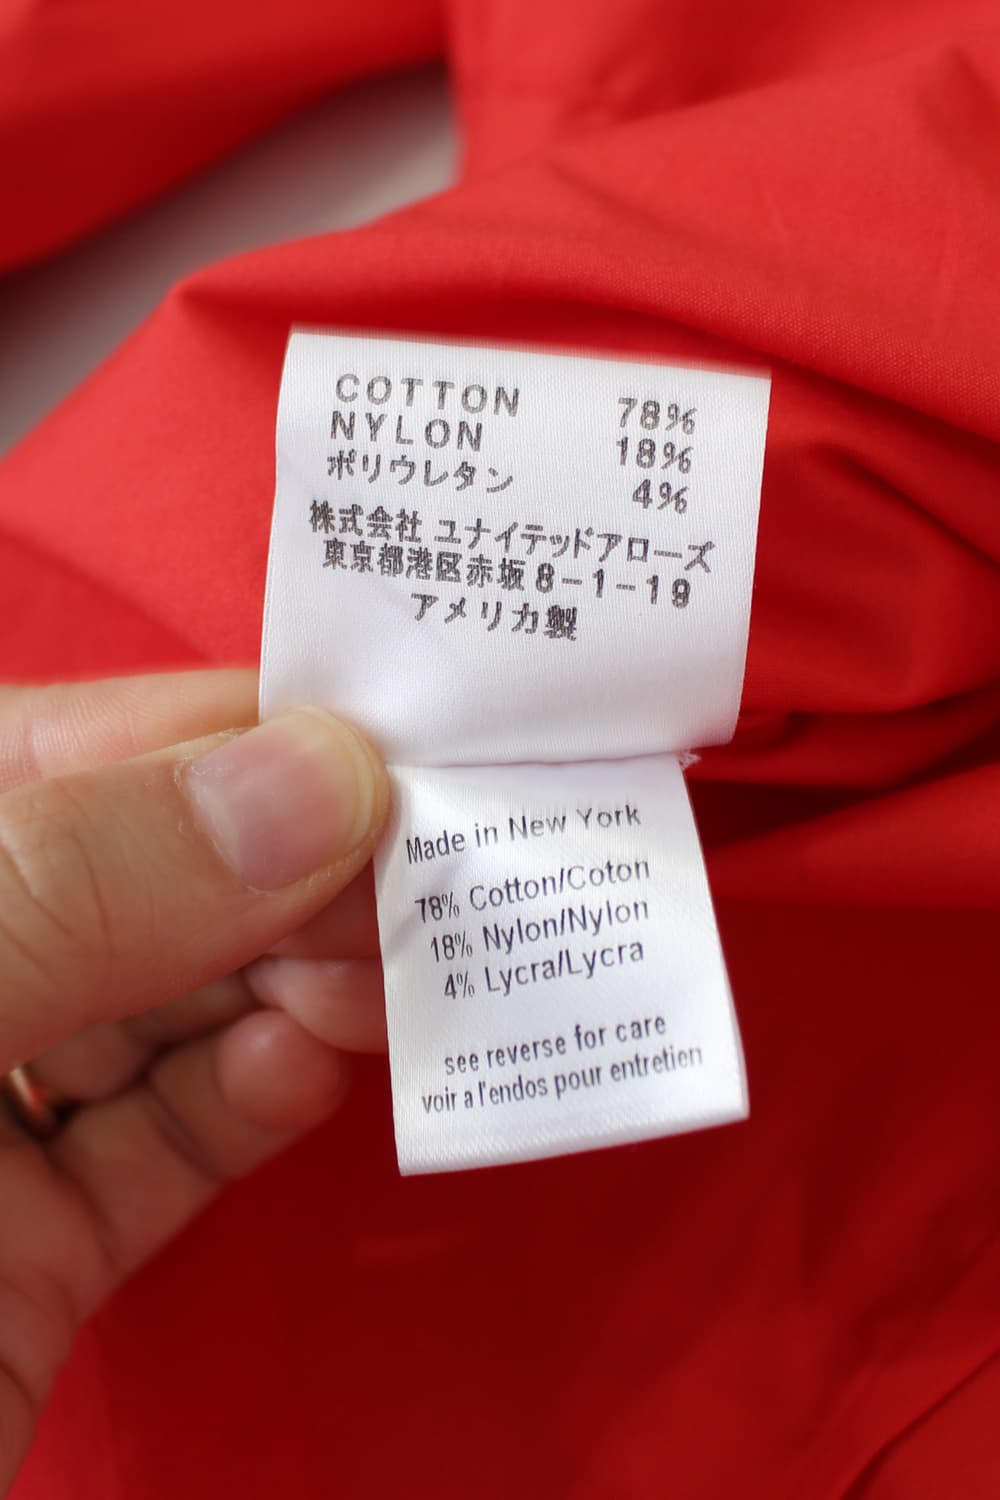 COTTON 78%
NYLON 18%
ポリウレタン 4%
株式会社 ユナイテッドアローズ
東京都港区赤坂8-1-19
アメリカ製
Made in New York
78% Cotton/Coton
18% Nylon/Nylon
4% Lycra/Lycra
see reverse for care
voir a l'endos pour entretien